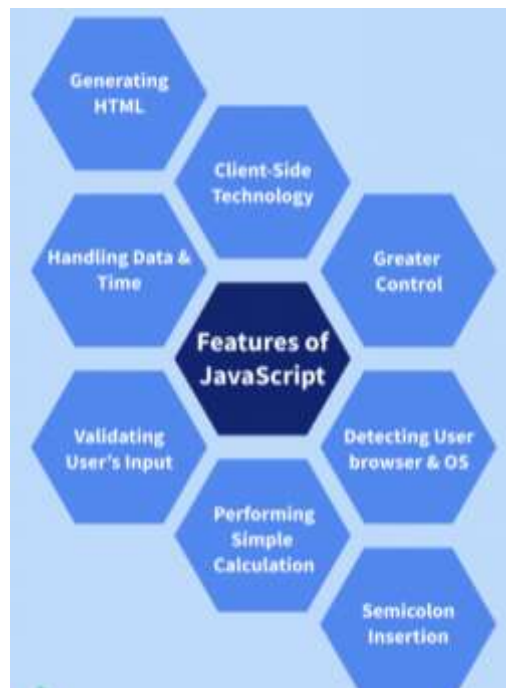 Generating
HTML
Client-Side
Technology
Handling Data &
Time
Greater
Control
Features of
JavaScript
Validating
User's Input
Detecting User
browser & OS
Performing
Simple
Calculation
Semicolon
Insertion